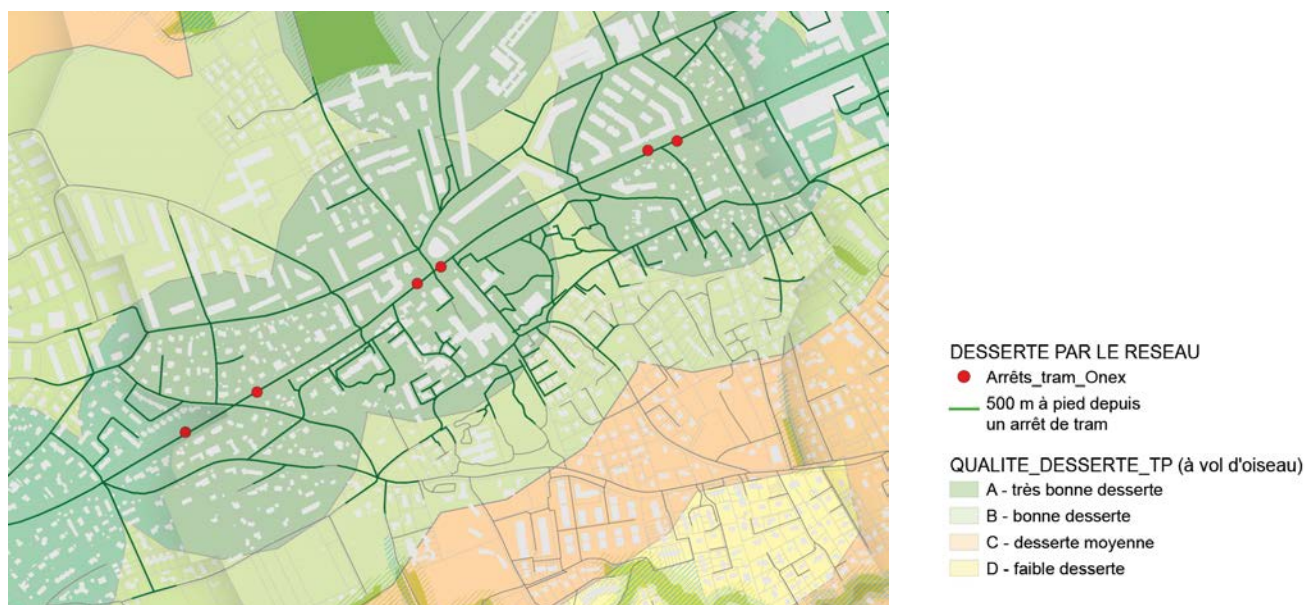 DESSERTE PAR LE RESEAU
Arrêts_tram_Onex
500 m à pied depuis
un arrêt de tram
QUALITE_DESSERTE_TP (à vol d'oiseau)
A - très bonne desserte
B - bonne desserte
C - desserte moyenne
D - faible desserte